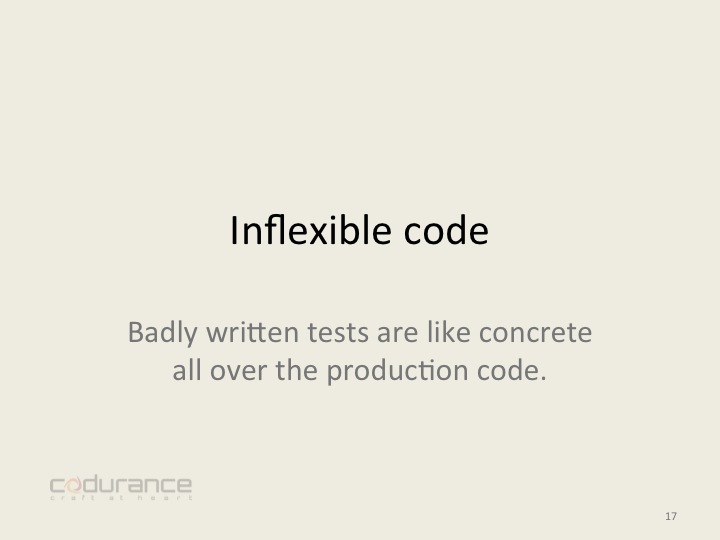 Inflexible code
Badly written tests are like concrete
all over the production code.
codurance
craft at heart
17